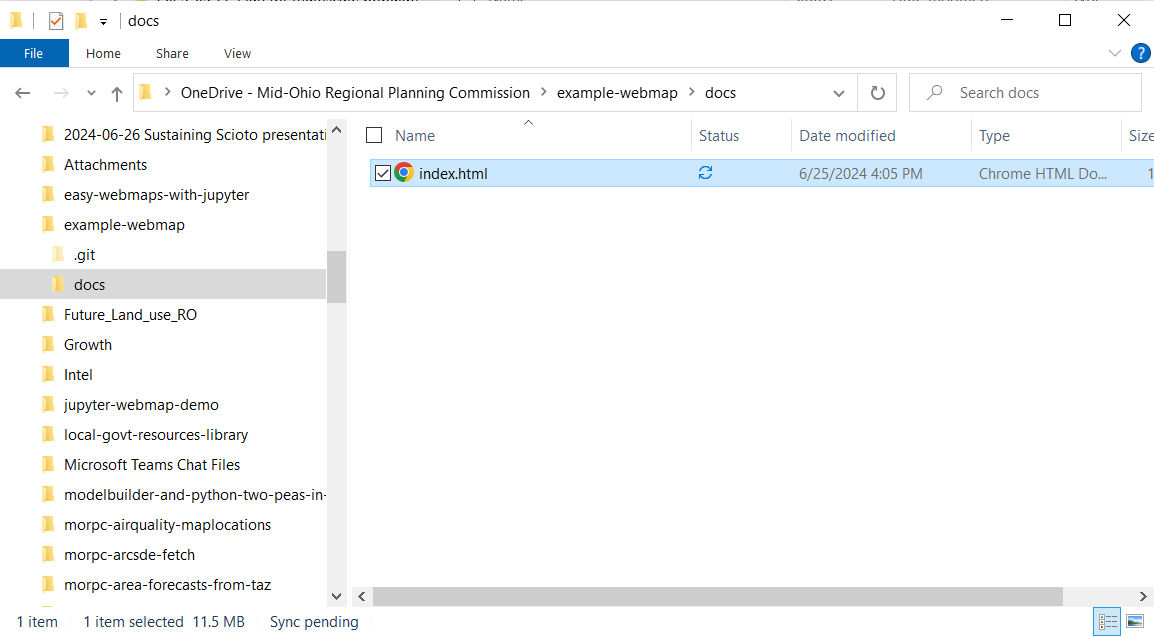 docs
File Home Share View
OneDrive - Mid-Ohio Regional Planning Commission > example-webmap > docs
Search docs
2024-06-26 Sustaining Scioto presentati
Attachments
easy-webmaps-with-jupyter
example-webmap
.git
docs
Future_Land_use_RO
Growth
Intel
jupyter-webmap-demo
local-govt-resources-library
Microsoft Teams Chat Files
modelbuilder-and-python-two-peas-in-
morpc-airquality-maplocations
morpc-arcsde-fetch
morpc-area-forecasts-from-taz
Name Status Date modified Type Size
index.html 6/25/2024 4:05 PM Chrome HTML Do... 1
1 item 1 item selected 11.5 MB Sync pending